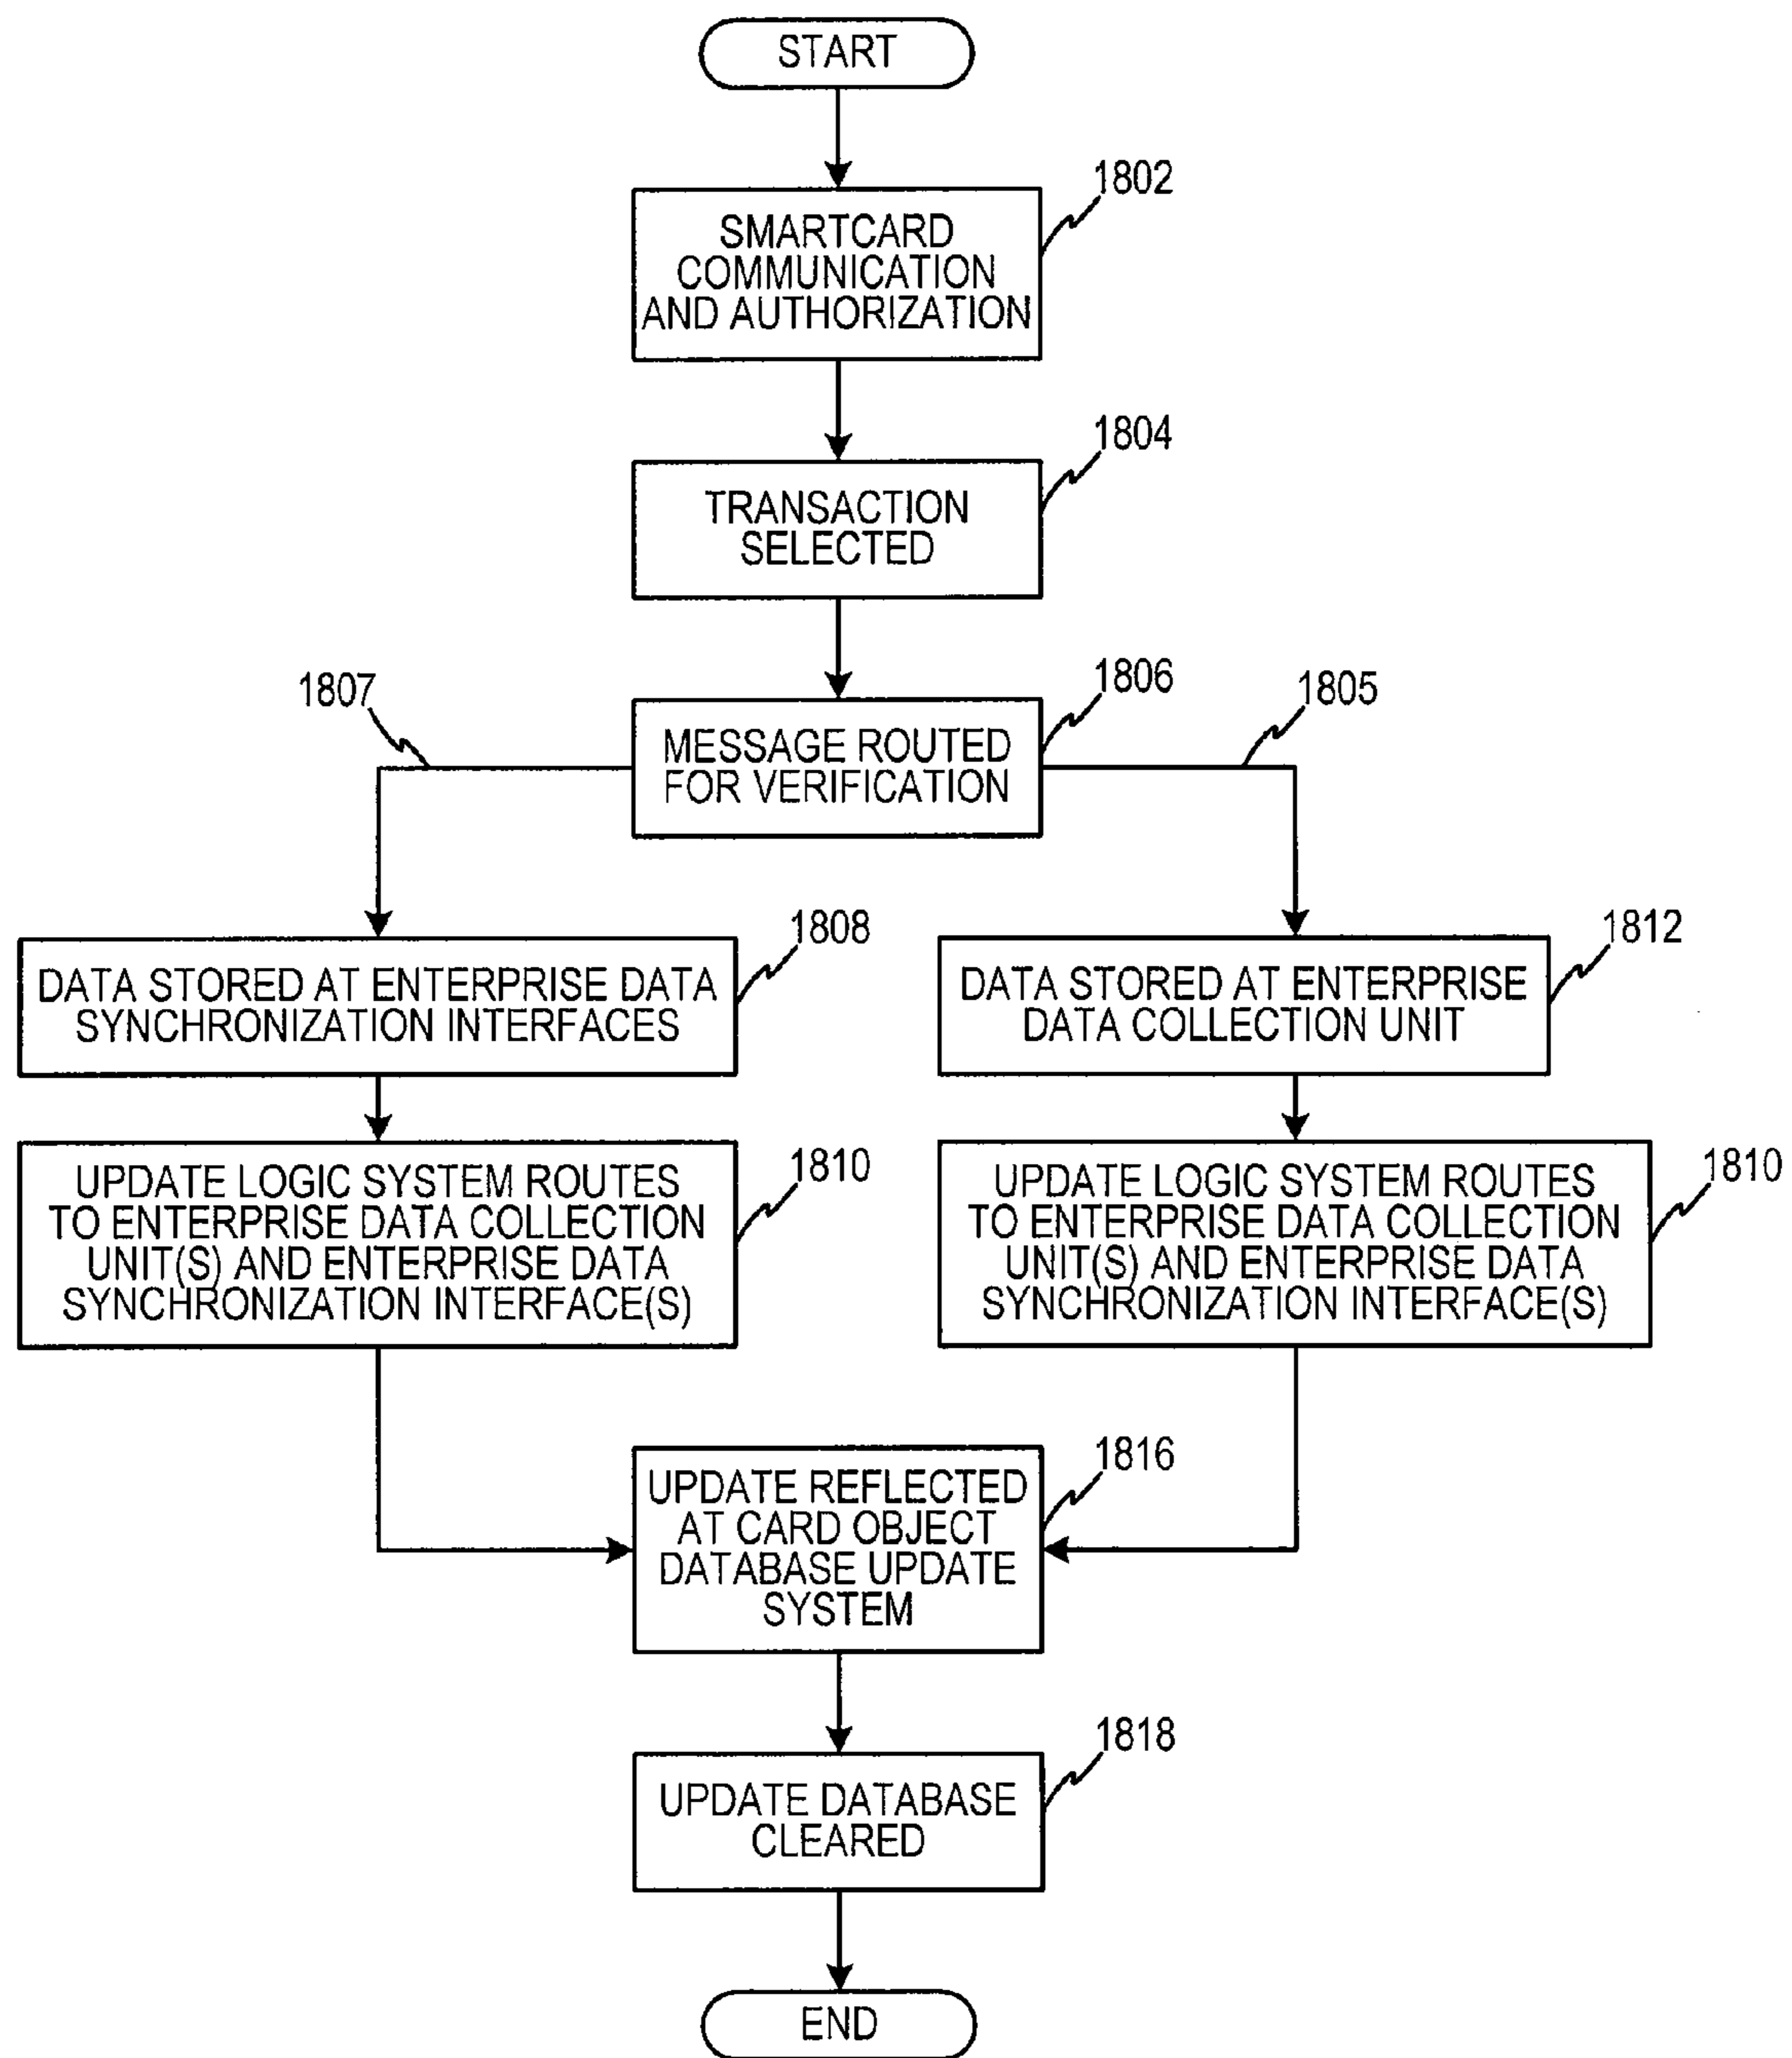 START
1802
SMARTCARD
COMMUNICATION
AND AUTHORIZATION
1804
TRANSACTION
SELECTED
1807
1806
1805
MESSAGE ROUTED
FOR VERIFICATION
1808
DATA STORED AT ENTERPRISE DATA
SYNCHRONIZATION INTERFACES
1812
DATA STORED AT ENTERPRISE
DATA COLLECTION UNIT
1810
UPDATE LOGIC SYSTEM ROUTES
TO ENTERPRISE DATA COLLECTION
UNIT(S) AND ENTERPRISE DATA
SYNCHRONIZATION INTERFACE(S)
1810
UPDATE LOGIC SYSTEM ROUTES
TO ENTERPRISE DATA COLLECTION
UNIT(S) AND ENTERPRISE DATA
SYNCHRONIZATION INTERFACE(S)
1816
UPDATE REFLECTED
AT CARD OBJECT
DATABASE UPDATE
SYSTEM
1818
UPDATE DATABASE
CLEARED
END